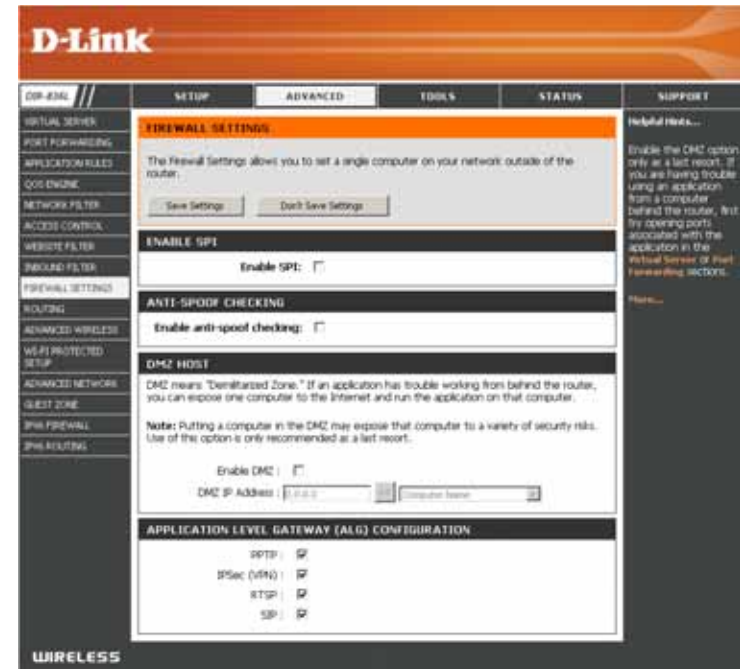 D-Link
DIR-836L // SETUP ADVANCED TOOLS STATUS SUPPORT
VIRTUAL SERVER
PORT FORWARDING
APPLICATION RULES
QOS ENGINE
NETWORK FILTER
ACCESS CONTROL
WEBSITE FILTER
INBOUND FILTER
FIREWALL SETTINGS
ROUTING
ADVANCED WIRELESS
WI-FI PROTECTED
SETUP
ADVANCED NETWORK
GUEST ZONE
IPV6 FIREWALL
IPV6 ROUTING
FIREWALL SETTINGS
The Firewall Settings allows you to set a single computer on your network outside of the
router.
Save Settings Don't Save Settings
ENABLE SPI
Enable SPI:
ANTI-SPOOF CHECKING
Enable anti-spoof checking:
DMZ HOST
DMZ means "Demilitarized Zone." If an application has trouble working from behind the router,
you can expose one computer to the Internet and run the application on that computer.
Note: Putting a computer in the DMZ may expose that computer to a variety of security risks.
Use of this option is only recommended as a last resort.
Enable DMZ :
DMZ IP Address : 0.0.0.0 << Computer Name
APPLICATION LEVEL GATEWAY (ALG) CONFIGURATION
PPTP :
IPSec (VPN) :
RTSP :
SIP :
Helpful Hints...
Enable the DMZ option
only as a last resort. If
you are having trouble
using an application
from a computer
behind the router, first
try opening ports
associated with the
application in the
Virtual Server or Port
Forwarding sections.
More...
WIRELESS